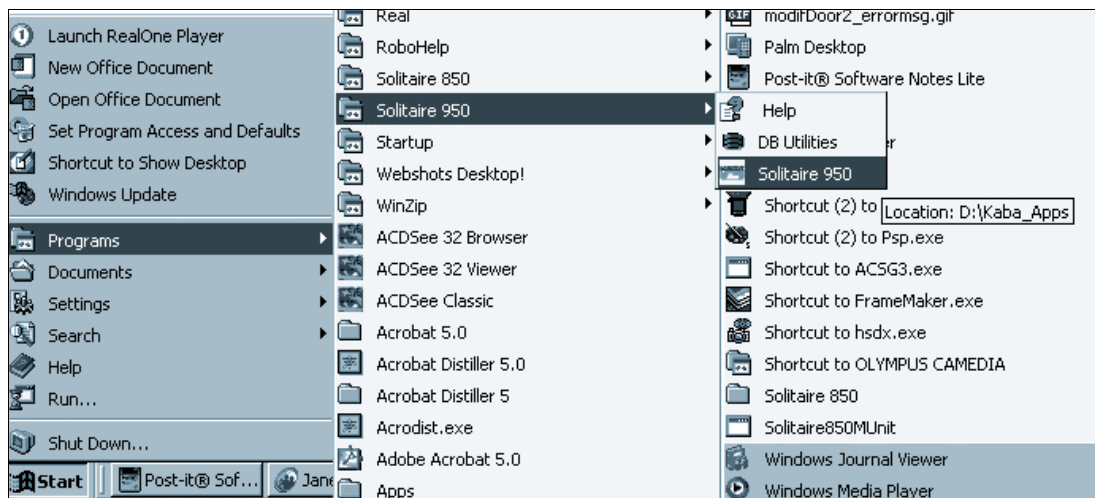 Launch RealOne Player
New Office Document
Open Office Document
Set Program Access and Defaults
Shortcut to Show Desktop
Windows Update
Programs
Documents
Settings
Search
Help
Run...
Shut Down...
Start
Post-it® Sof...
Jane
Real
RoboHelp
Solitaire 850
Solitaire 950
Startup
Webshots Desktop!
WinZip
ACDSee 32 Browser
ACDSee 32 Viewer
ACDSee Classic
Acrobat 5.0
Acrobat Distiller 5.0
Acrobat Distiller 5
Acrodist.exe
Adobe Acrobat 5.0
Apps
modifDoor2_errormsg.gif
Palm Desktop
Post-it® Software Notes Lite
Help
DB Utilities
er
Solitaire 950
Shortcut (2) to
Location: D:\Kaba_Apps
Shortcut (2) to Psp.exe
Shortcut to ACSG3.exe
Shortcut to FrameMaker.exe
Shortcut to hsdx.exe
Shortcut to OLYMPUS CAMEDIA
Solitaire 850
Solitaire850MUnit
Windows Journal Viewer
Windows Media Player